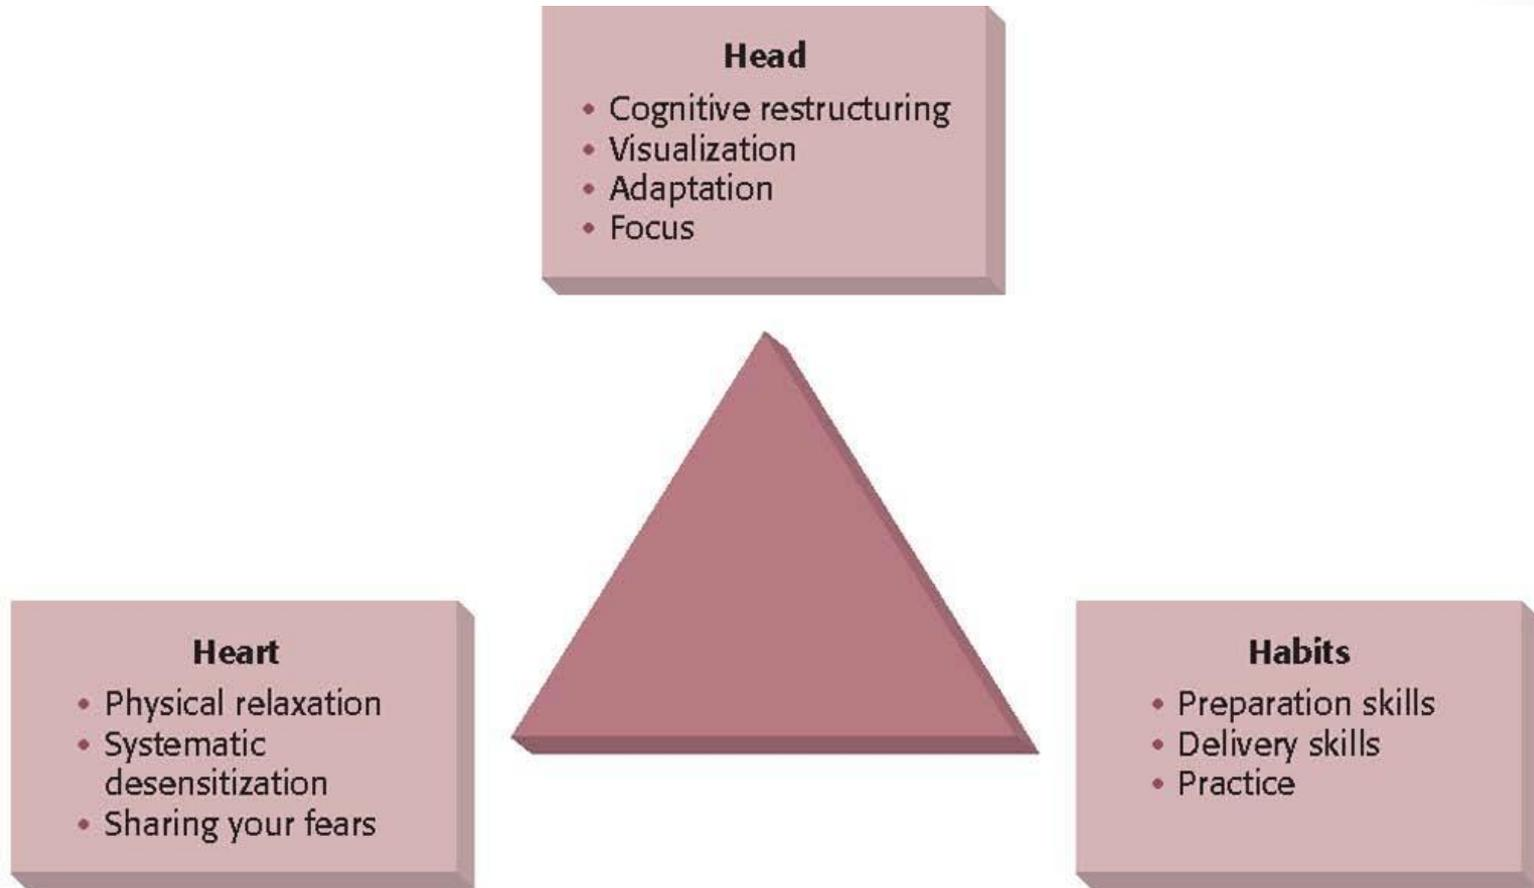 Head
• Cognitive restructuring
• Visualization
• Adaptation
• Focus
Heart
• Physical relaxation
• Systematic
desensitization
• Sharing your fears
Habits
• Preparation skills
• Delivery skills
• Practice